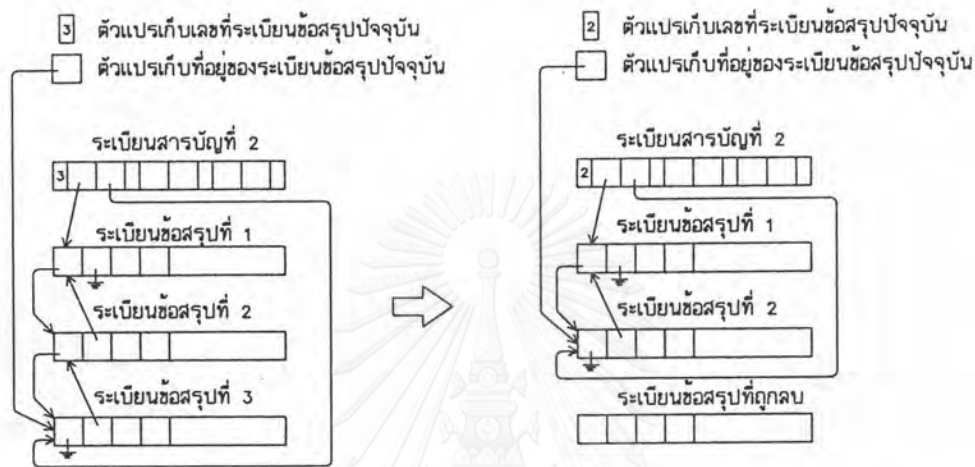 3 ตัวแปรเก็บเลขที่ระเบียนข้อสรุปปัจจุบัน
ตัวแปรเก็บที่อยู่ของระเบียนข้อสรุปปัจจุบัน
ระเบียนสารบัญที่ 2
3
ระเบียนข้อสรุปที่ 1
ระเบียนข้อสรุปที่ 2
ระเบียนข้อสรุปที่ 3
2 ตัวแปรเก็บเลขที่ระเบียนข้อสรุปปัจจุบัน
ตัวแปรเก็บที่อยู่ของระเบียนข้อสรุปปัจจุบัน
ระเบียนสารบัญที่ 2
2
ระเบียนข้อสรุปที่ 1
ระเบียนข้อสรุปที่ 2
ระเบียนข้อสรุปที่ถูกลบ